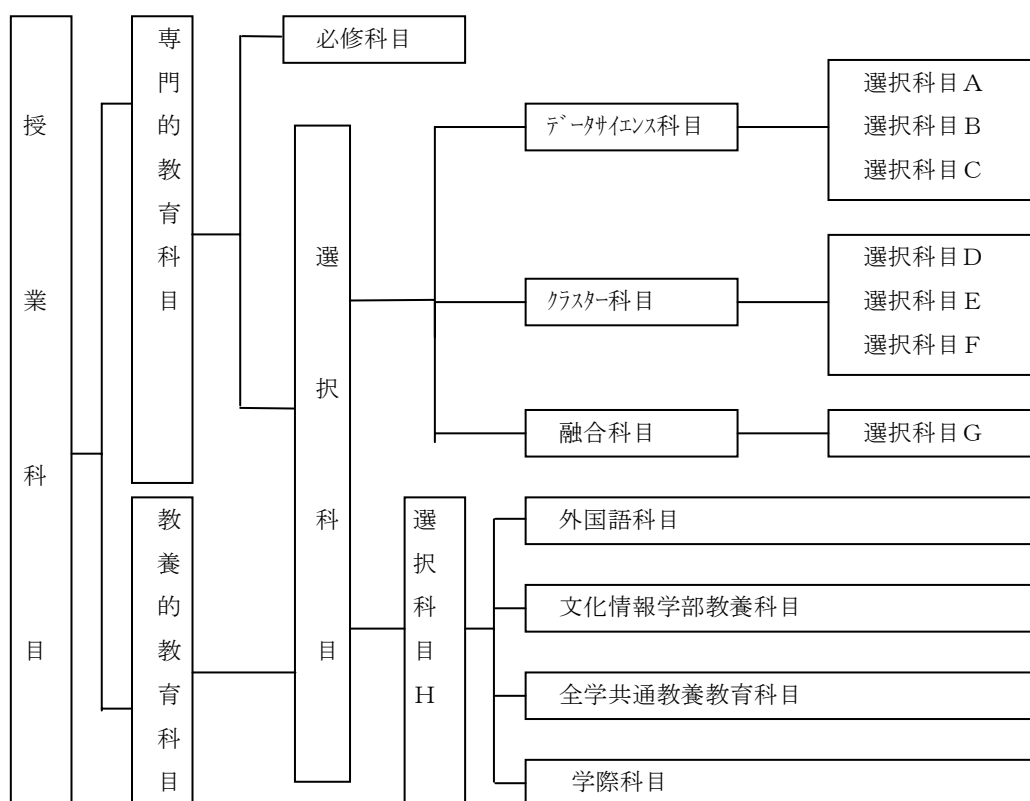 授業科目
専門的教育科目
教養的教育科目
必修科目
選択科目
データサイエンス科目
選択科目A
選択科目B
選択科目C
クラスター科目
選択科目D
選択科目E
選択科目F
融合科目
選択科目G
選択科目H
外国語科目
文化情報学部教養科目
全学共通教養教育科目
学際科目